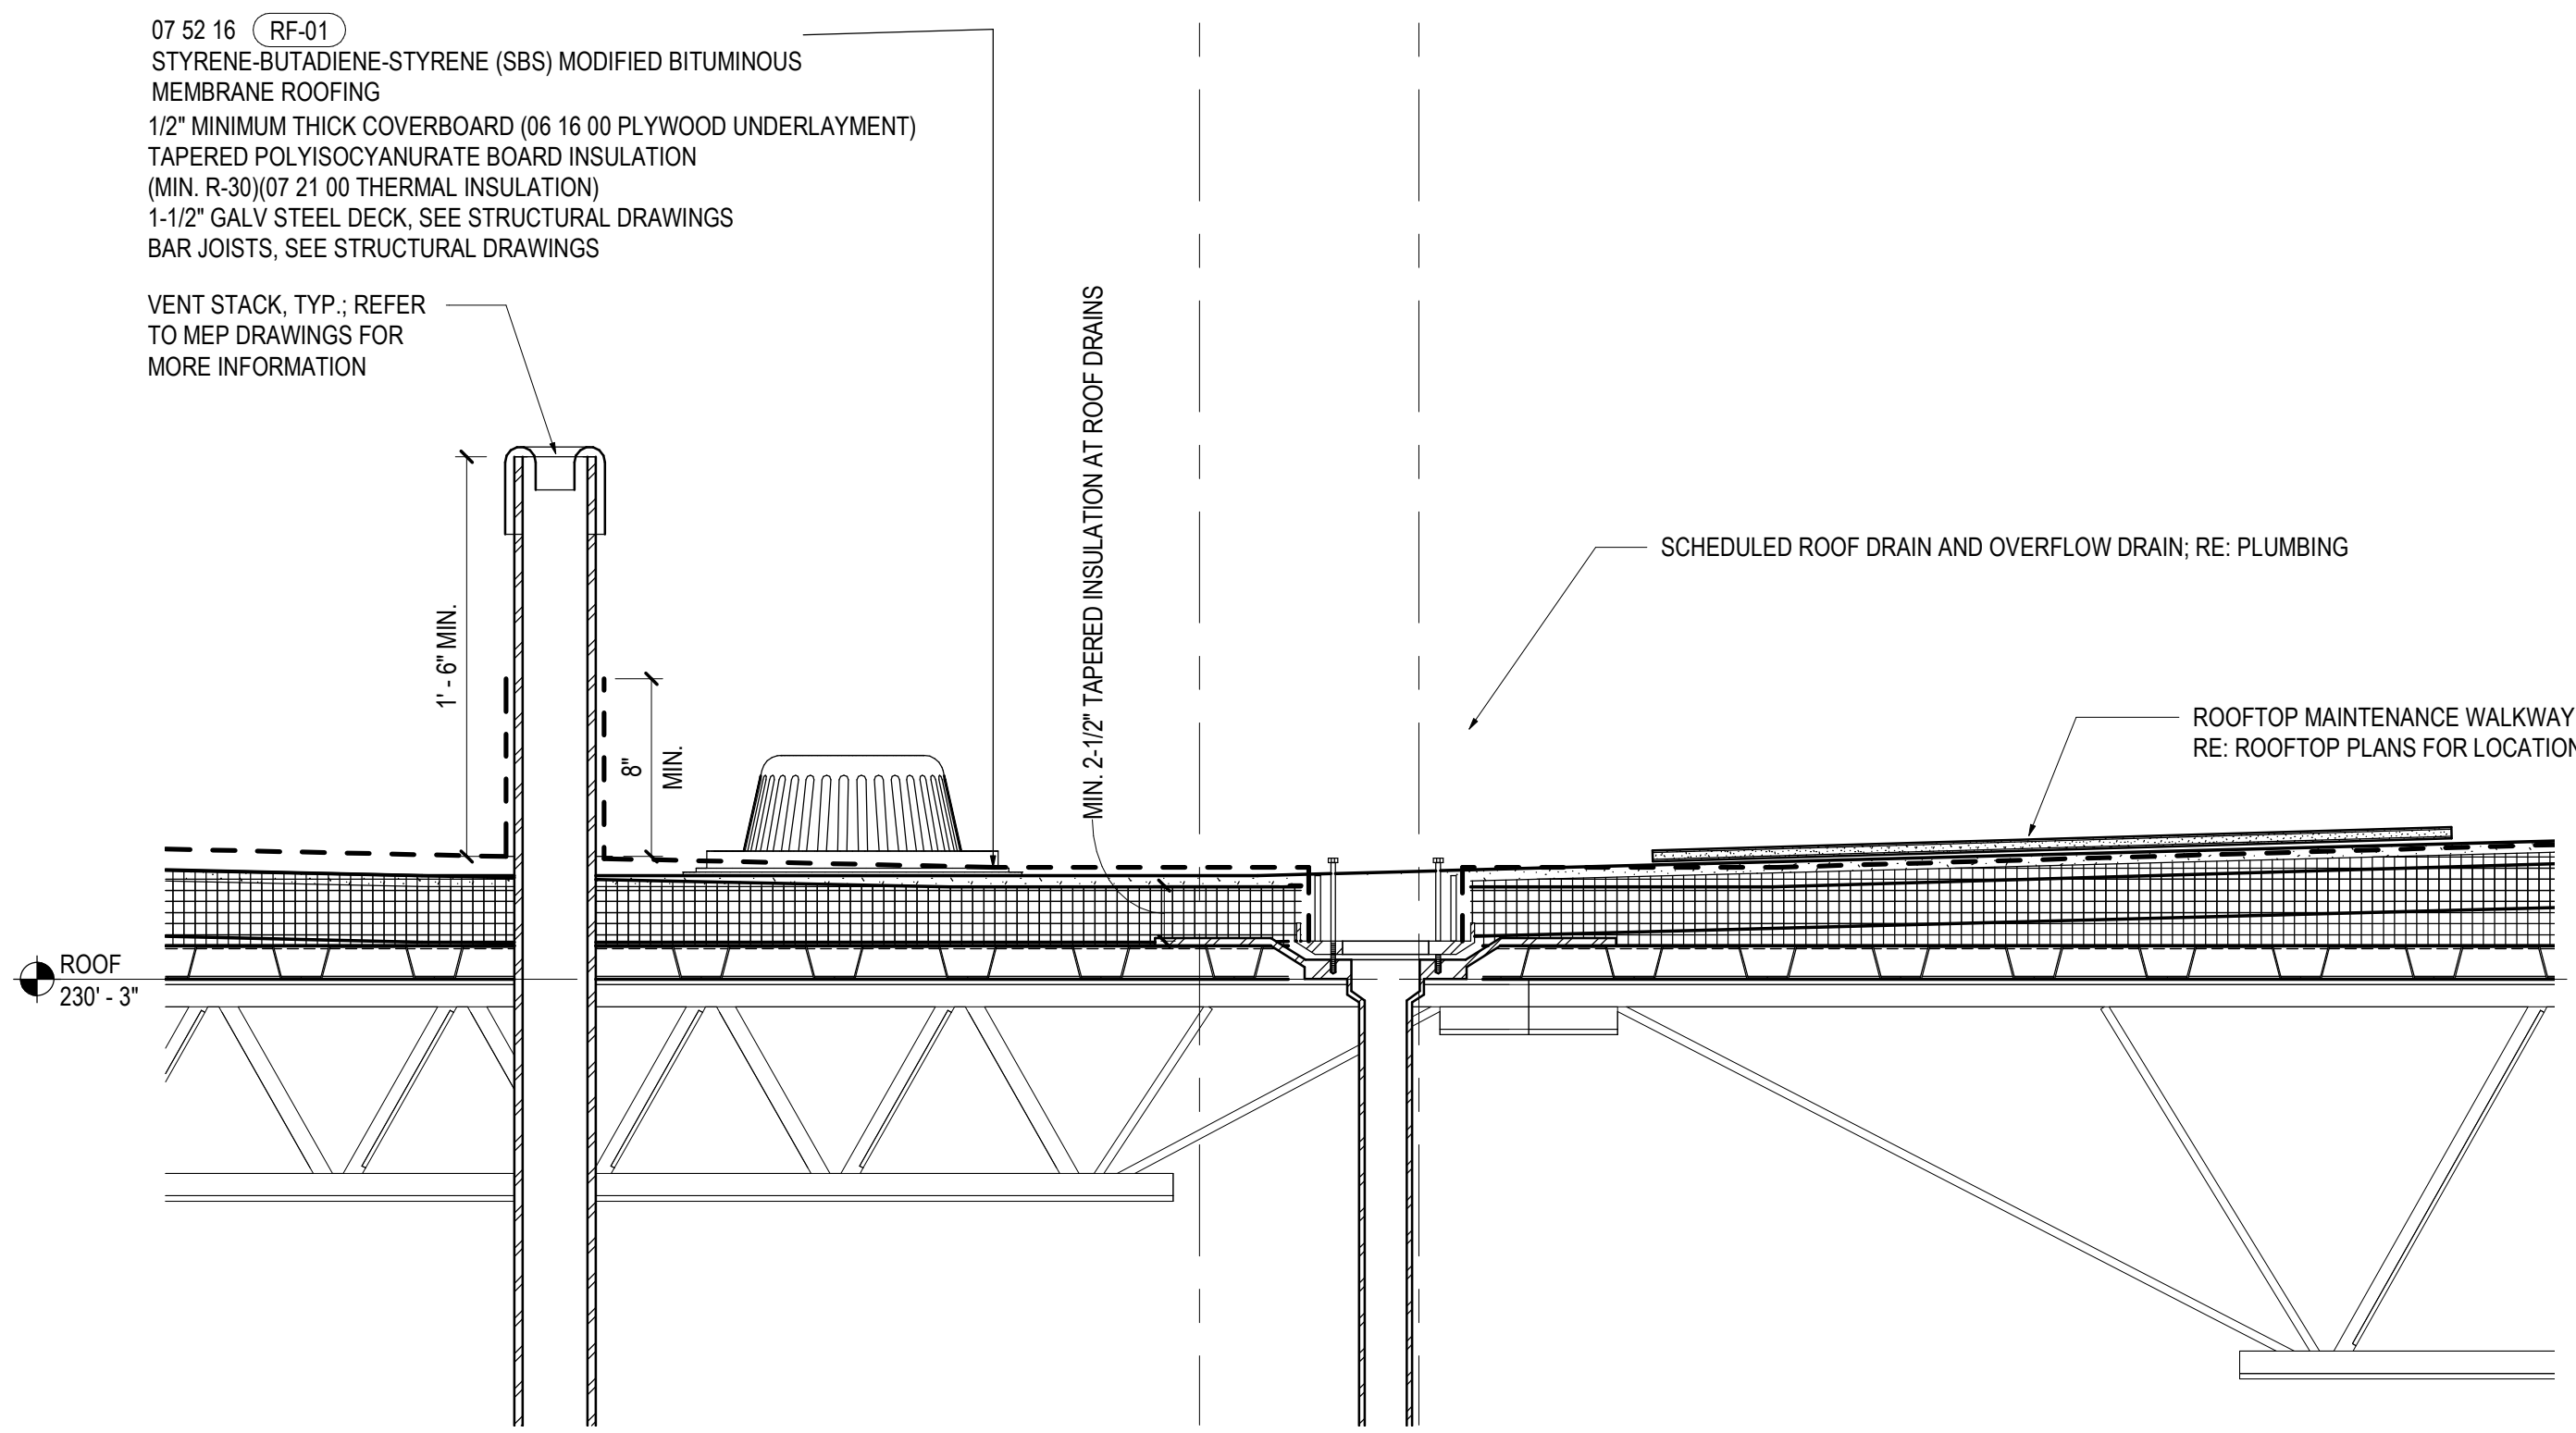 07 52 16 RF-01
STYRENE-BUTADIENE-STYRENE (SBS) MODIFIED BITUMINOUS
MEMBRANE ROOFING
1/2" MINIMUM THICK COVERBOARD (06 16 00 PLYWOOD UNDERLAYMENT)
TAPERED POLYISOCYANURATE BOARD INSULATION
(MIN. R-30)(07 21 00 THERMAL INSULATION)
1-1/2" GALV STEEL DECK, SEE STRUCTURAL DRAWINGS
BAR JOISTS, SEE STRUCTURAL DRAWINGS
VENT STACK, TYP.; REFER
TO MEP DRAWINGS FOR
MORE INFORMATION
1' - 6" MIN.
8"
MIN.
MIN. 2-1/2" TAPERED INSULATION AT ROOF DRAINS
SCHEDULED ROOF DRAIN AND OVERFLOW DRAIN; RE: PLUMBING
ROOFTOP MAINTENANCE WALKWAY
RE: ROOFTOP PLANS FOR LOCATION
ROOF
230' - 3"